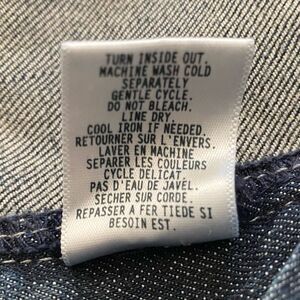 TURN INSIDE OUT.
MACHINE WASH COLD
SEPARATELY
GENTLE CYCLE.
DO NOT BLEACH.
LINE DRY.
COOL IRON IF NEEDED.
RETOURNER SUR L'ENVERS.
LAVER EN MACHINE
SEPARER LES COULEURS
CYCLE DELICAT.
PAS D'EAU DE JAVEL.
SECHER SUR CORDE.
REPASSER A FER TIEDE SI
BESOIN EST.